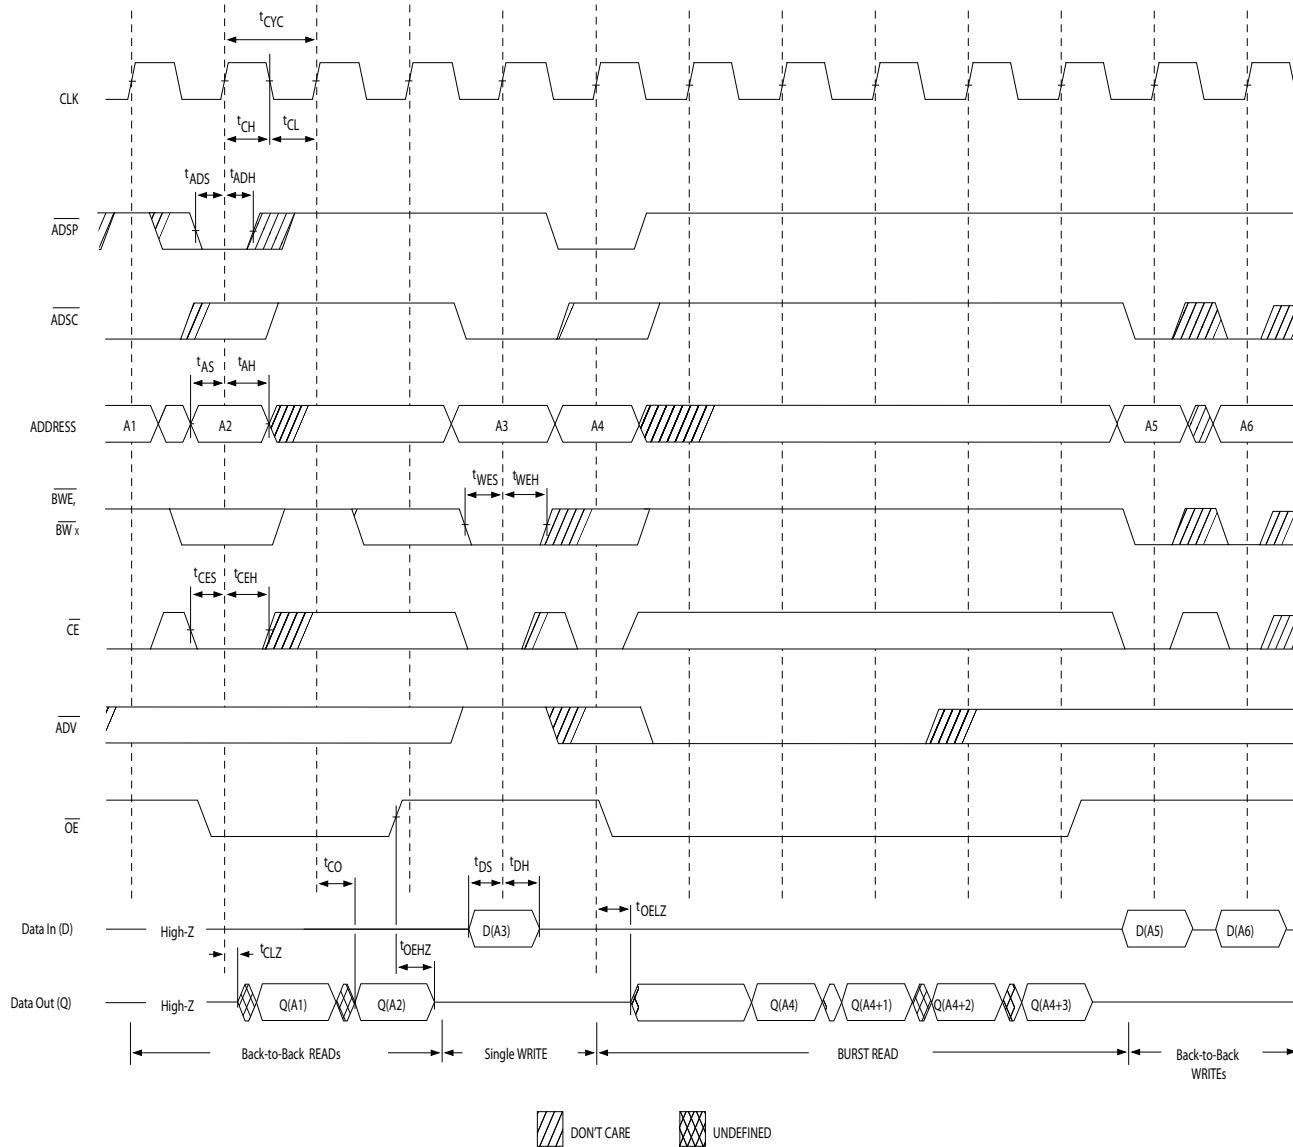 tCYC
CLK
tCH
tCL
tADS
tADH
ADSP
ADSC
tAS
tAH
ADDRESS
A1
A2
A3
A4
A5
A6
tWES
tWEH
BWE,
BW x
tCES
tCEH
CE
ADV
OE
tCO
tDS
tDH
tOELZ
Data In (D)
High-Z
D(A3)
D(A5)
D(A6)
tCLZ
tOEHZ
Data Out (Q)
High-Z
Q(A1)
Q(A2)
Q(A4)
Q(A4+1)
Q(A4+2)
Q(A4+3)
Back-to-Back READs
Single WRITE
BURST READ
Back-to-Back
WRITEs
DON'T CARE
UNDEFINED